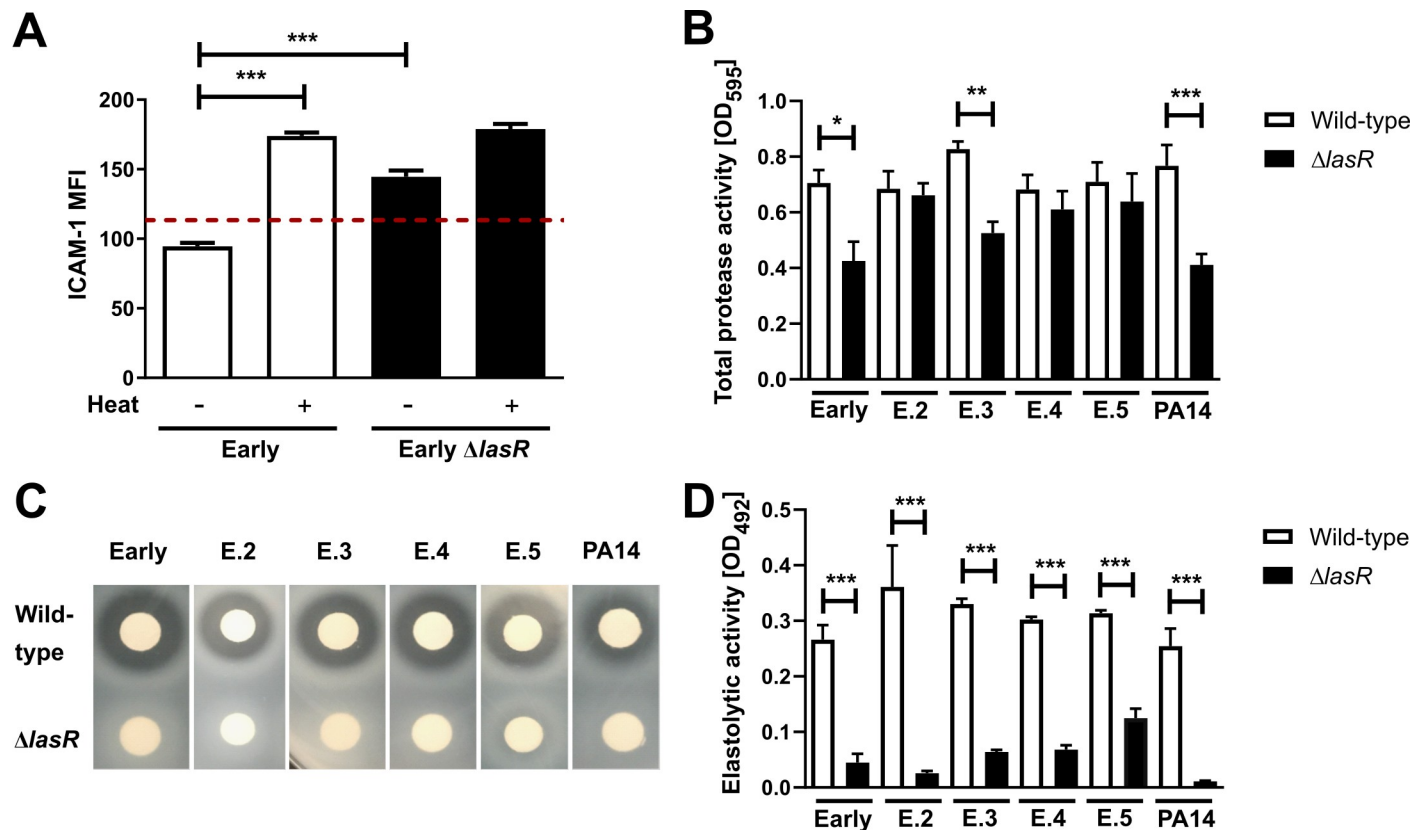 A
***
***
ICAM-1 MFI
200
150
100
50
0
Heat
- + - +
Early Early ΔlasR
B
Total protease activity [OD595]
1.0
0.8
0.6
0.4
0.2
0.0
* ** ***
Early E.2 E.3 E.4 E.5 PA14
Wild-type
ΔlasR
C
Early E.2 E.3 E.4 E.5 PA14
Wild-
type
ΔlasR
D
Elastolytic activity [OD492]
0.5
0.4
0.3
0.2
0.1
0.0
*** *** *** *** *** ***
Early E.2 E.3 E.4 E.5 PA14
Wild-type
ΔlasR